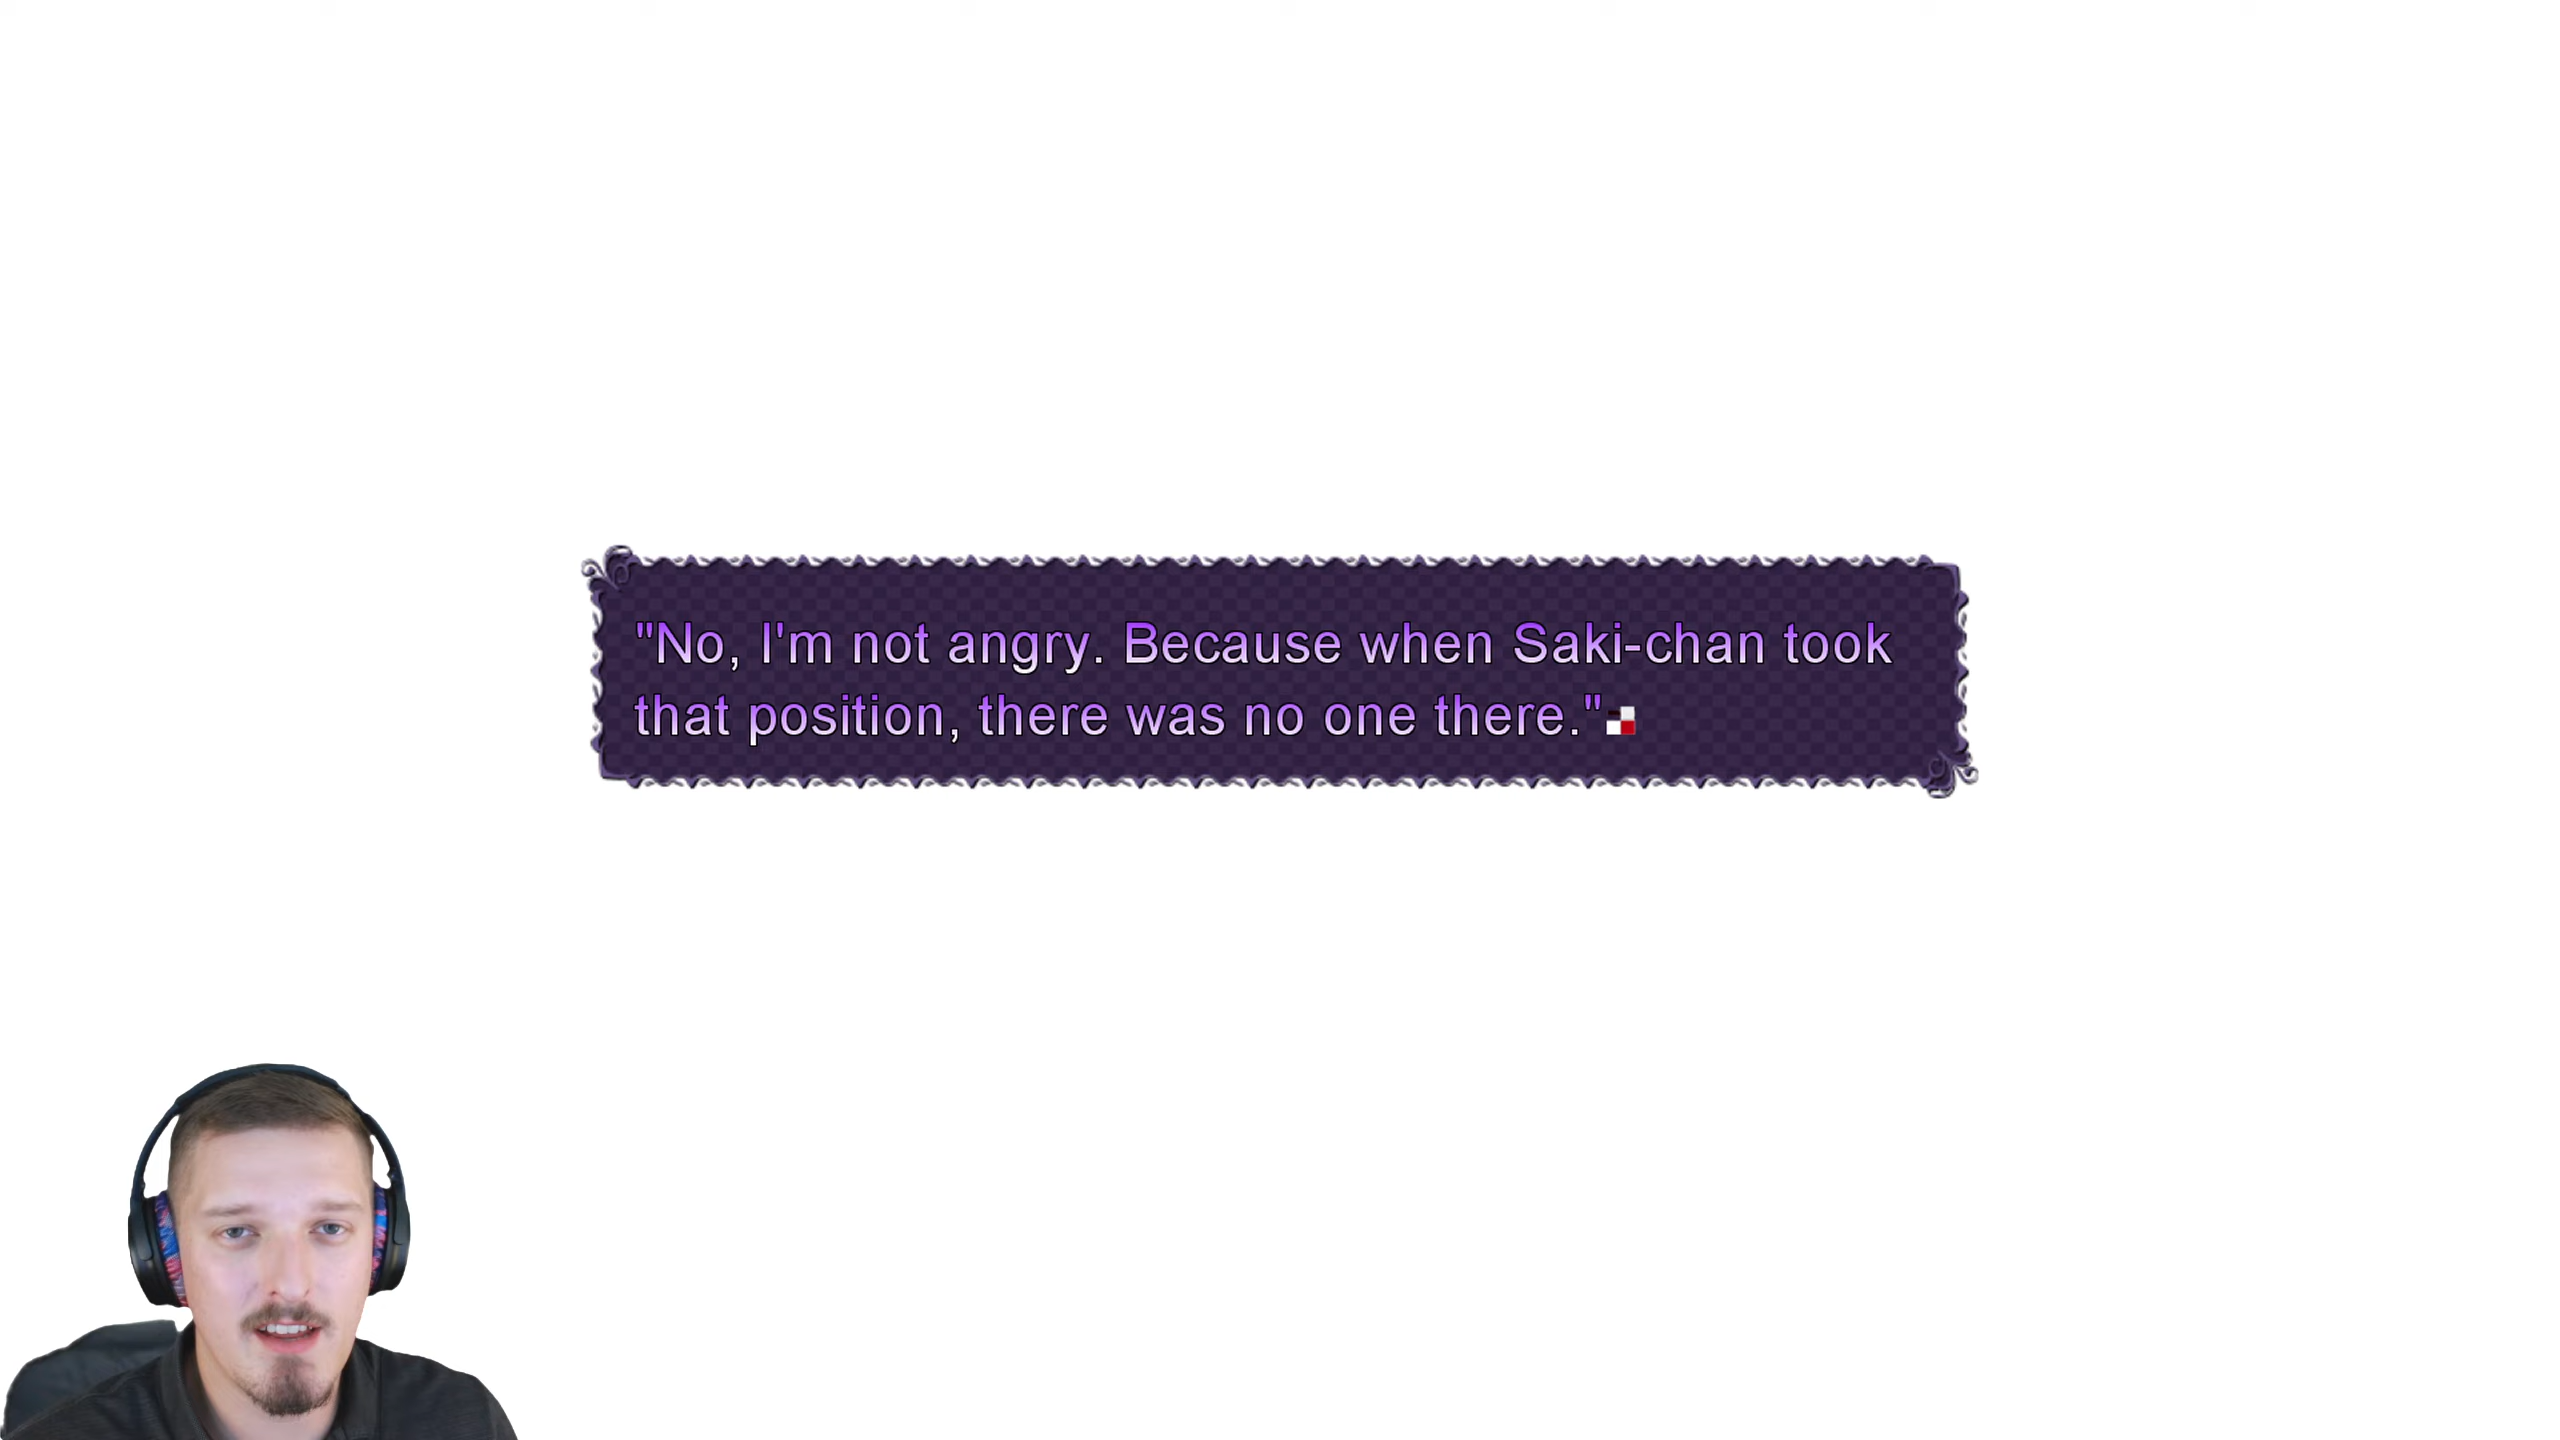 "No, I'm not angry. Because when Saki-chan took
that position, there was no one there."